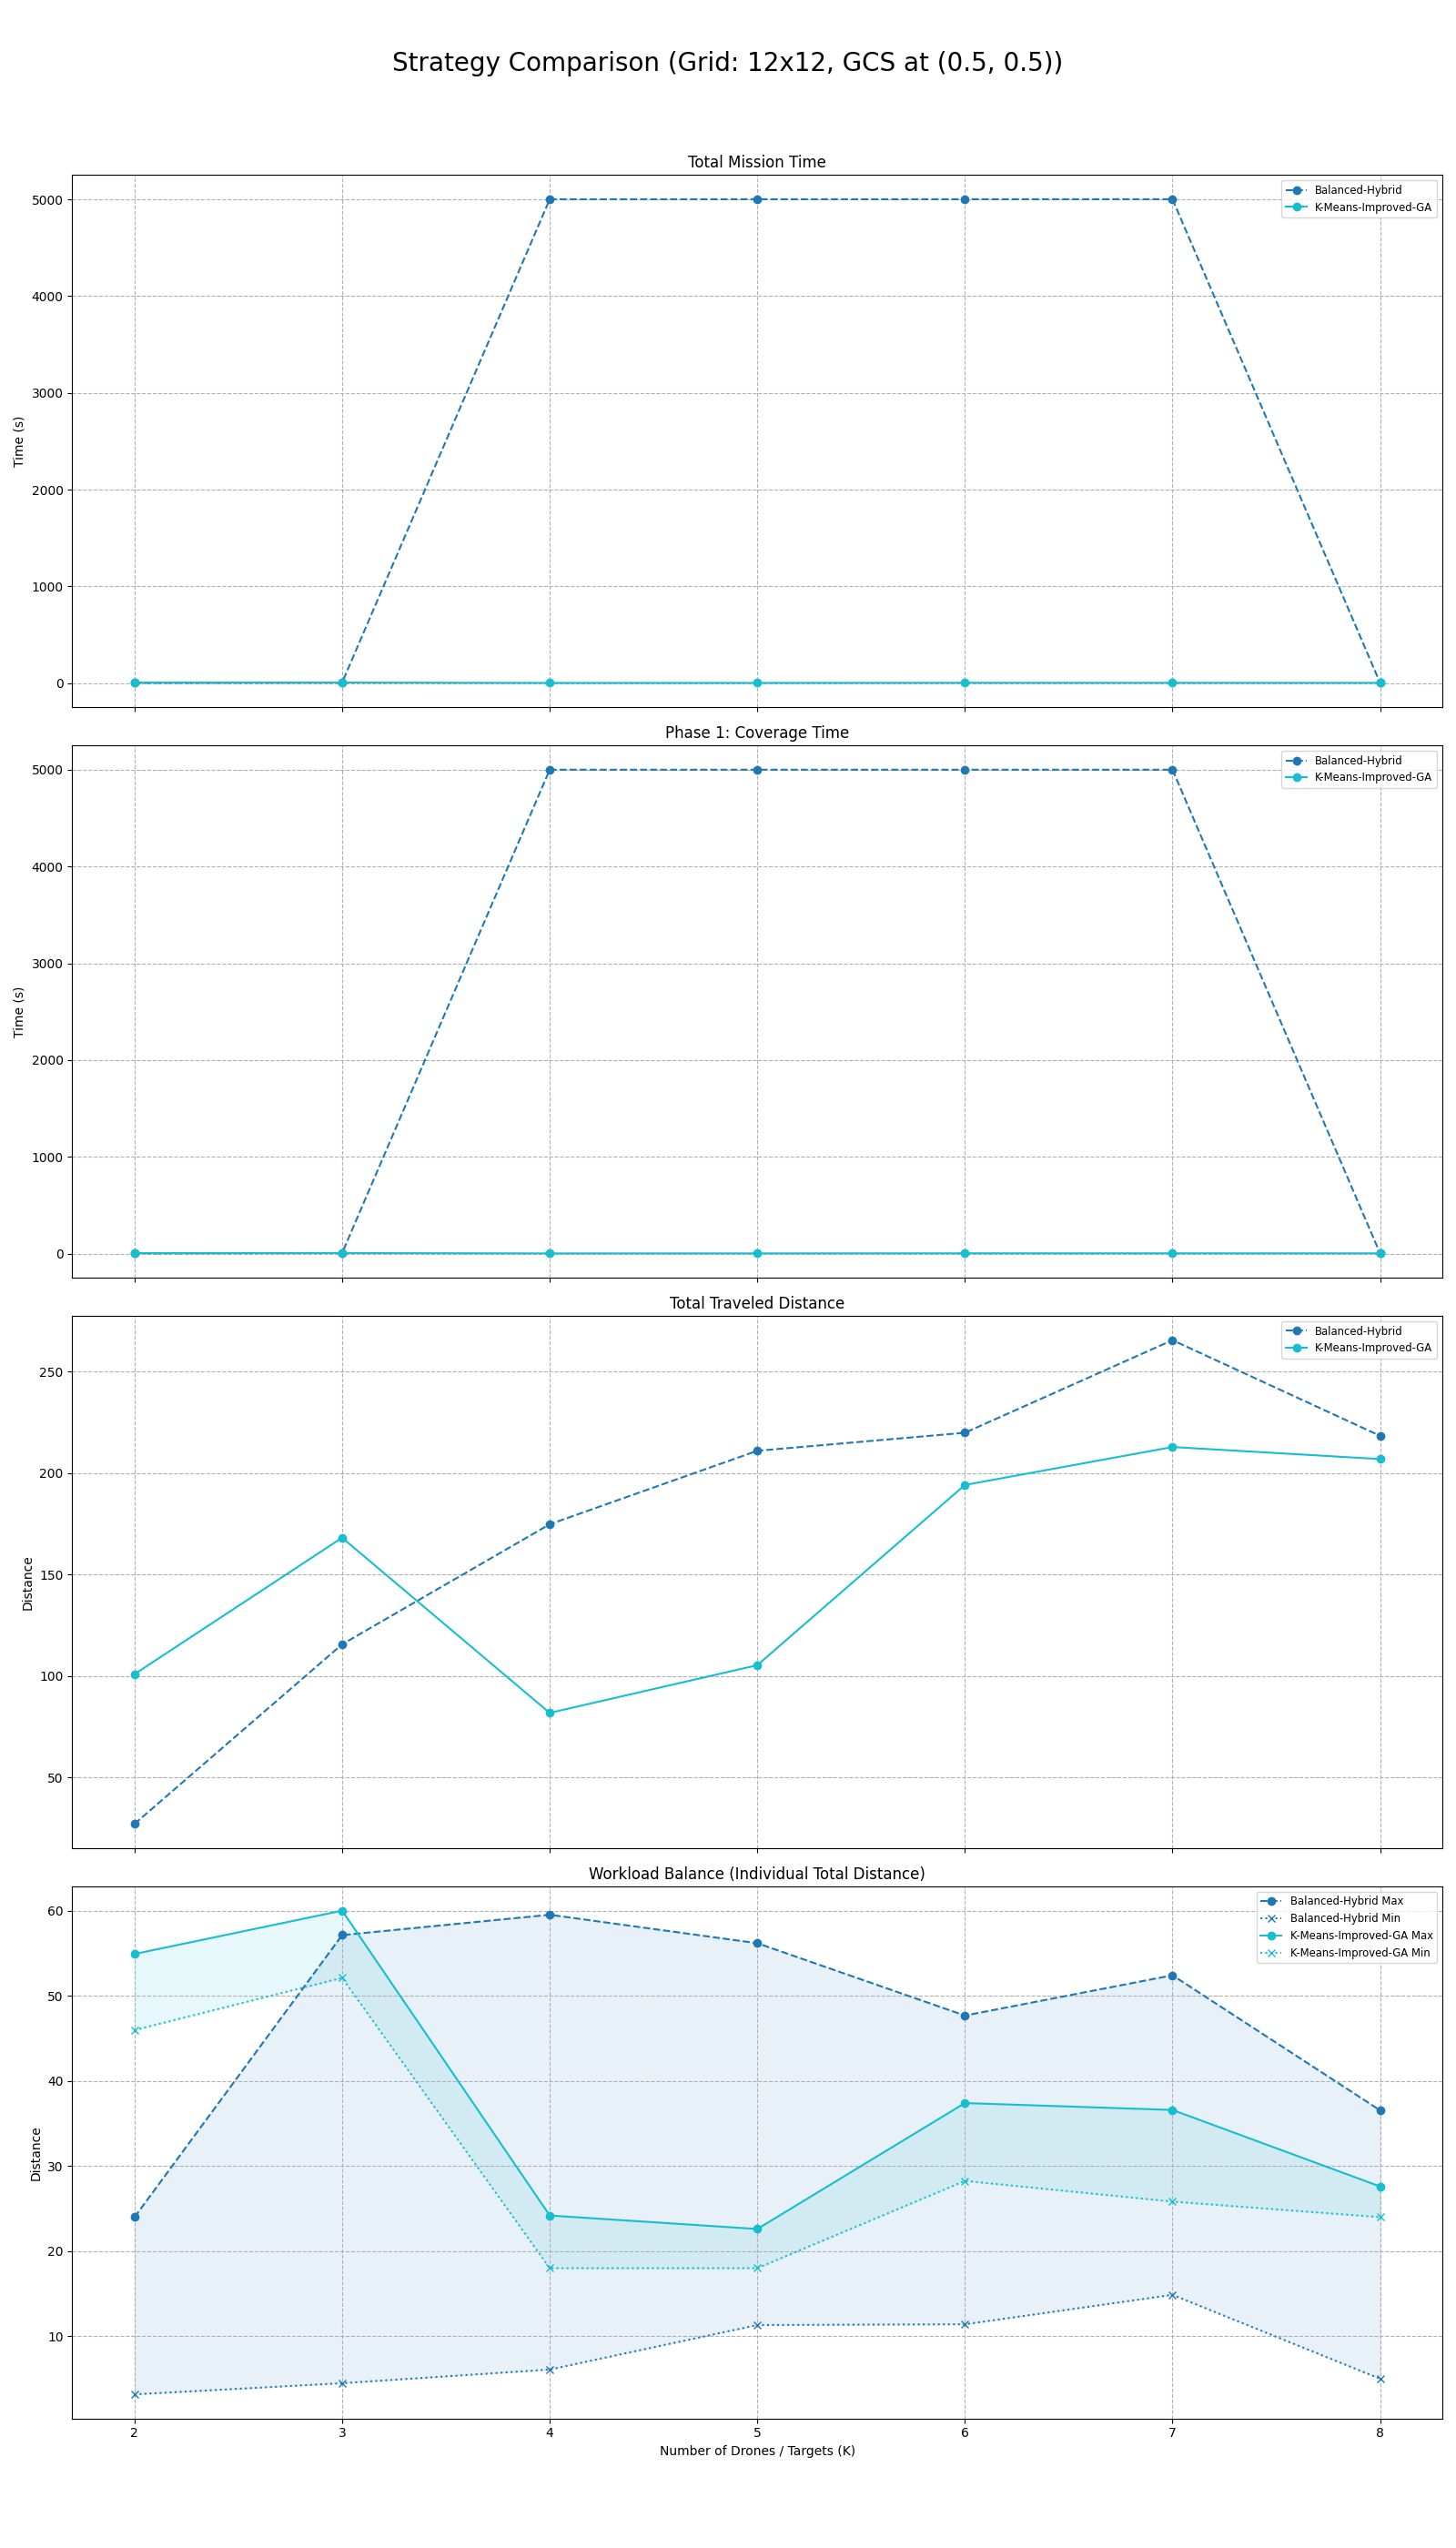 Strategy Comparison (Grid: 12x12, GCS at (0.5, 0.5))
Total Mission Time
Balanced-Hybrid
K-Means-Improved-GA
5000
4000
3000
2000
1000
0
Time (s)
Phase 1: Coverage Time
Balanced-Hybrid
K-Means-Improved-GA
5000
4000
3000
2000
1000
0
Time (s)
Total Traveled Distance
Balanced-Hybrid
K-Means-Improved-GA
250
200
150
100
50
Distance
Workload Balance (Individual Total Distance)
Balanced-Hybrid Max
Balanced-Hybrid Min
K-Means-Improved-GA Max
K-Means-Improved-GA Min
60
50
40
30
20
10
Distance
2 3 4 5 6 7 8
Number of Drones / Targets (K)